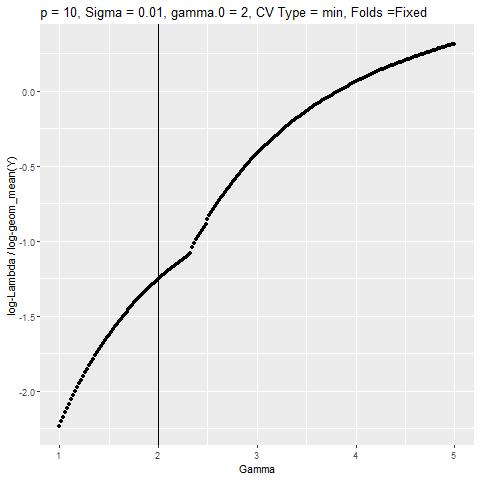 p = 10, Sigma = 0.01, gamma.0 = 2, CV Type = min, Folds =Fixed
log-Lambda / log-geom_mean(Y)
0.0
-0.5
-1.0
-1.5
-2.0
1 2 3 4 5
Gamma